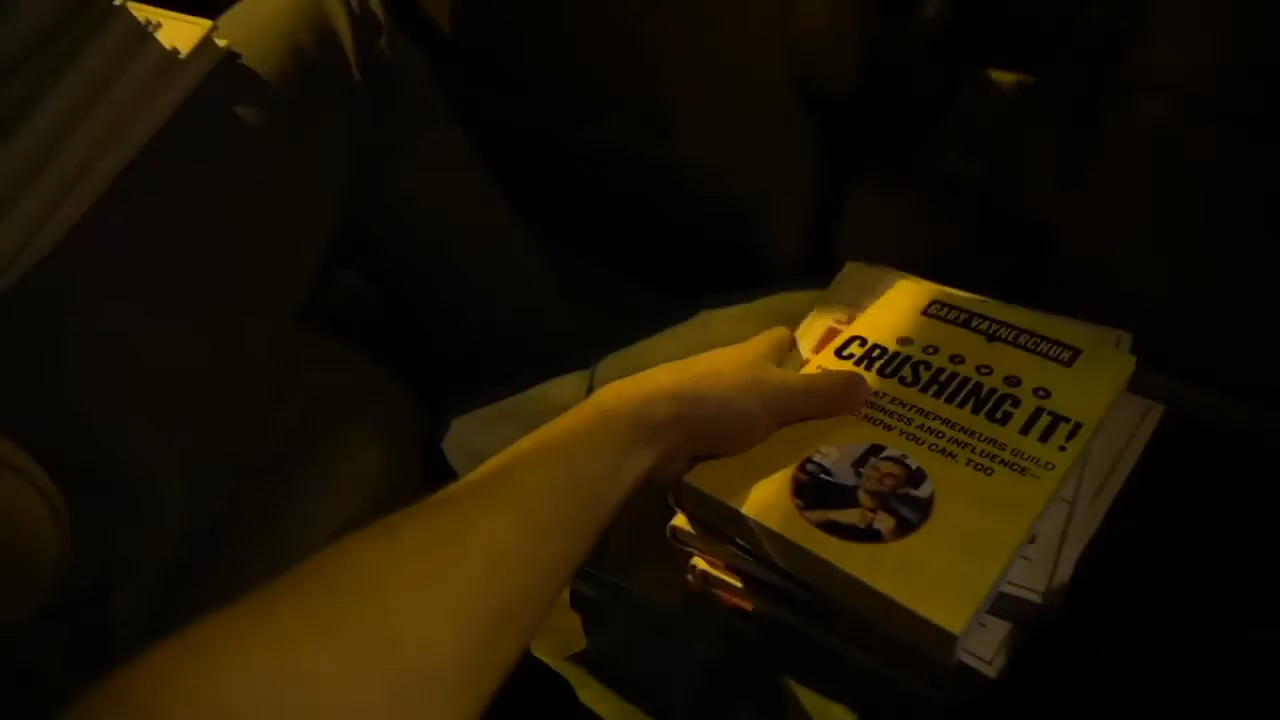 GARY VAYNERCHUK
CRUSHING IT!
AT ENTREPRENEURS BUILD
BUSINESS AND INFLUENCE—
HOW YOU CAN, TOO